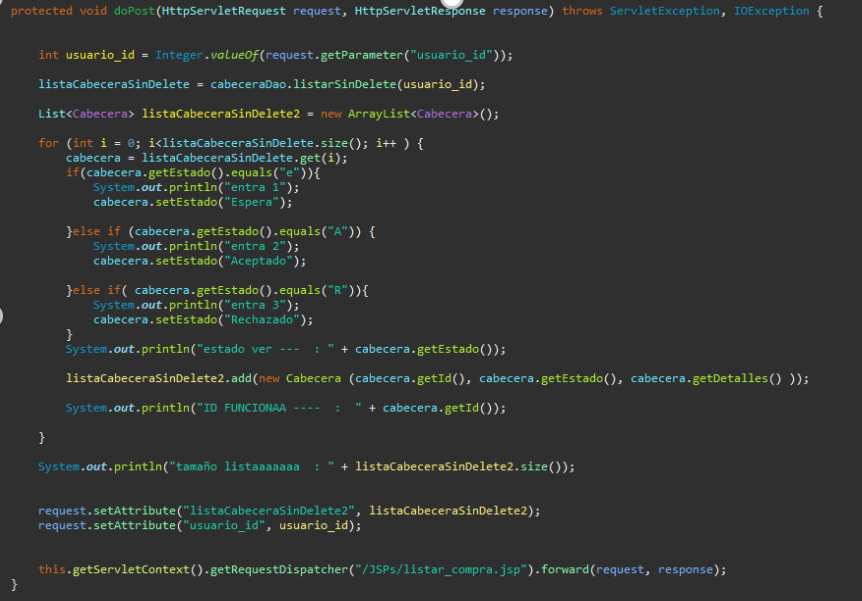 protected void doPost(HttpServletRequest request, HttpServletResponse response) throws ServletException, IOException {
int usuario_id = Integer.valueOf(request.getParameter("usuario_id"));
listaCabeceraSinDelete = cabeceraDao.listarSinDelete(usuario_id);
List<Cabecera> listaCabeceraSinDelete2 = new ArrayList<Cabecera>();
for (int i = 0; i<listaCabeceraSinDelete.size(); i++ ) {
cabecera = listaCabeceraSinDelete.get(i);
if(cabecera.getEstado().equals("e")){
System.out.println("entra 1");
cabecera.setEstado("Espera");
}else if (cabecera.getEstado().equals("A")) {
System.out.println("entra 2");
cabecera.setEstado("Aceptado");
}else if( cabecera.getEstado().equals("R")){
System.out.println("entra 3");
cabecera.setEstado("Rechazado");
}
System.out.println("estado ver ---  : " + cabecera.getEstado());
listaCabeceraSinDelete2.add(new Cabecera (cabecera.getId(), cabecera.getEstado(), cabecera.getDetalles() ));
System.out.println("ID FUNCIONAA ----  :  " + cabecera.getId());
}
System.out.println("tamaño listaaaaaaa  : " + listaCabeceraSinDelete2.size());
request.setAttribute("listaCabeceraSinDelete2", listaCabeceraSinDelete2);
request.setAttribute("usuario_id", usuario_id);
this.getServletContext().getRequestDispatcher("/JSPs/listar_compra.jsp").forward(request, response);
}